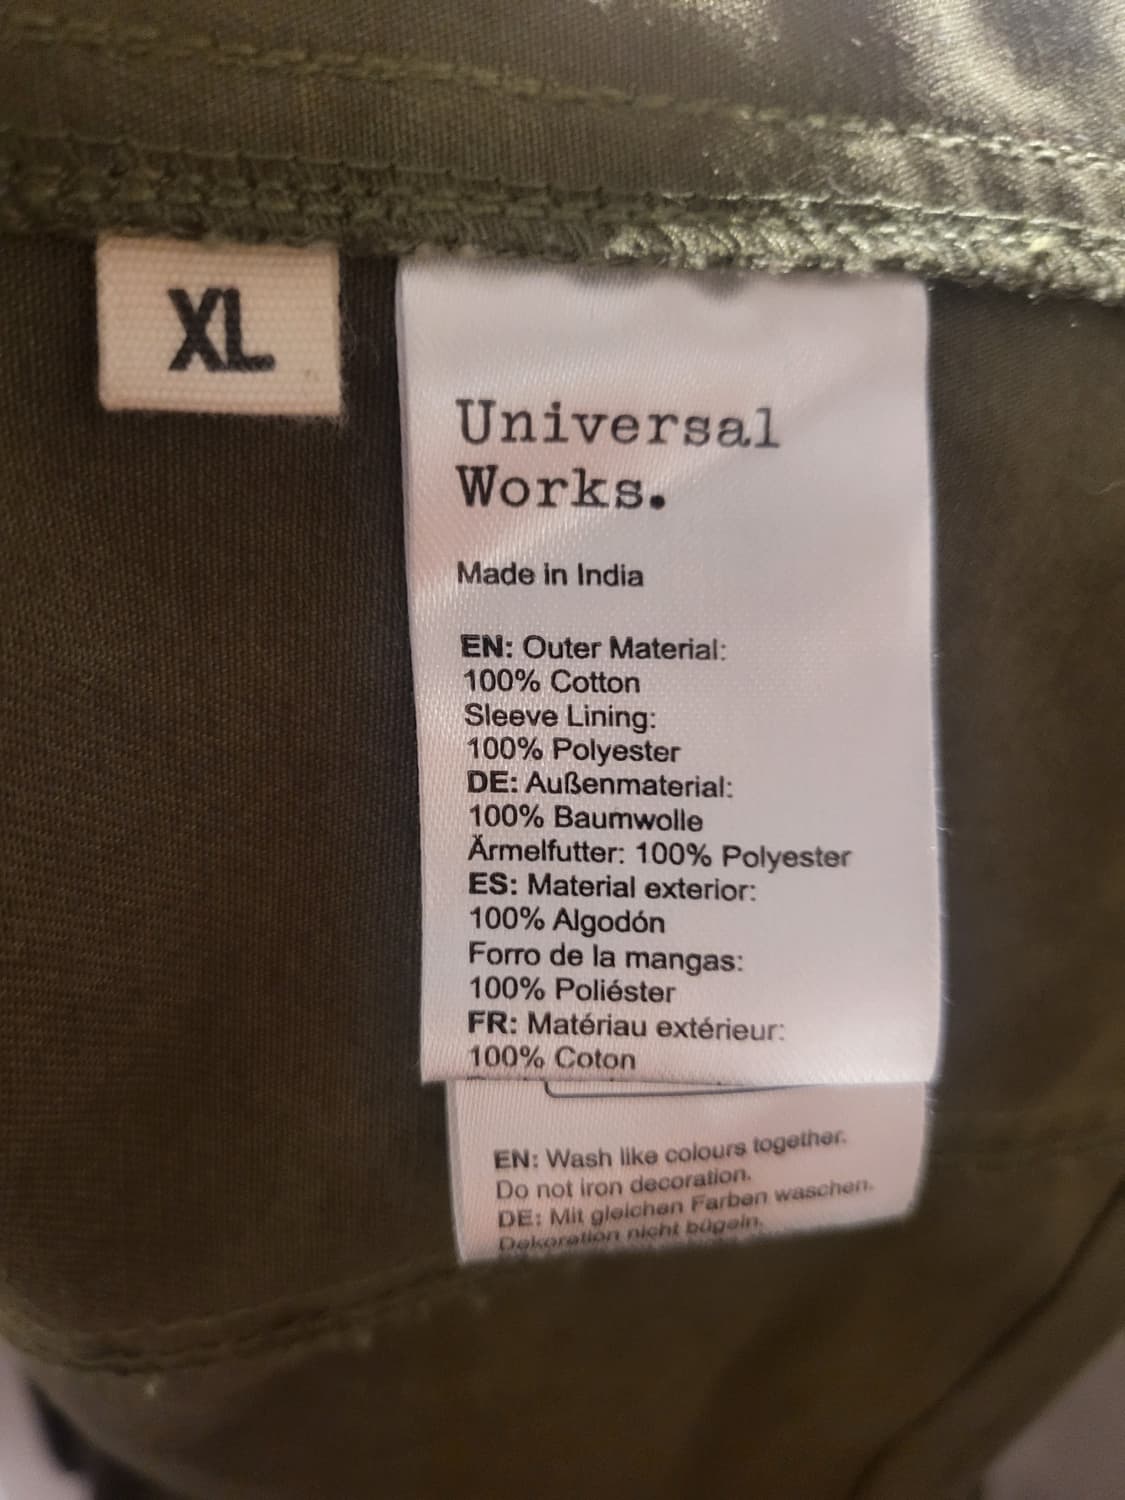 XL
Universal
Works.
Made in India
EN: Outer Material:
100% Cotton
Sleeve Lining:
100% Polyester
DE: Außenmaterial:
100% Baumwolle
Ärmelfutter: 100% Polyester
ES: Material exterior:
100% Algodón
Forro de la mangas:
100% Poliéster
FR: Matériau extérieur:
100% Coton
EN: Wash like colours together.
Do not iron decoration.
DE: Mit gleichen Farben waschen.
Dekoration nicht bügeln.